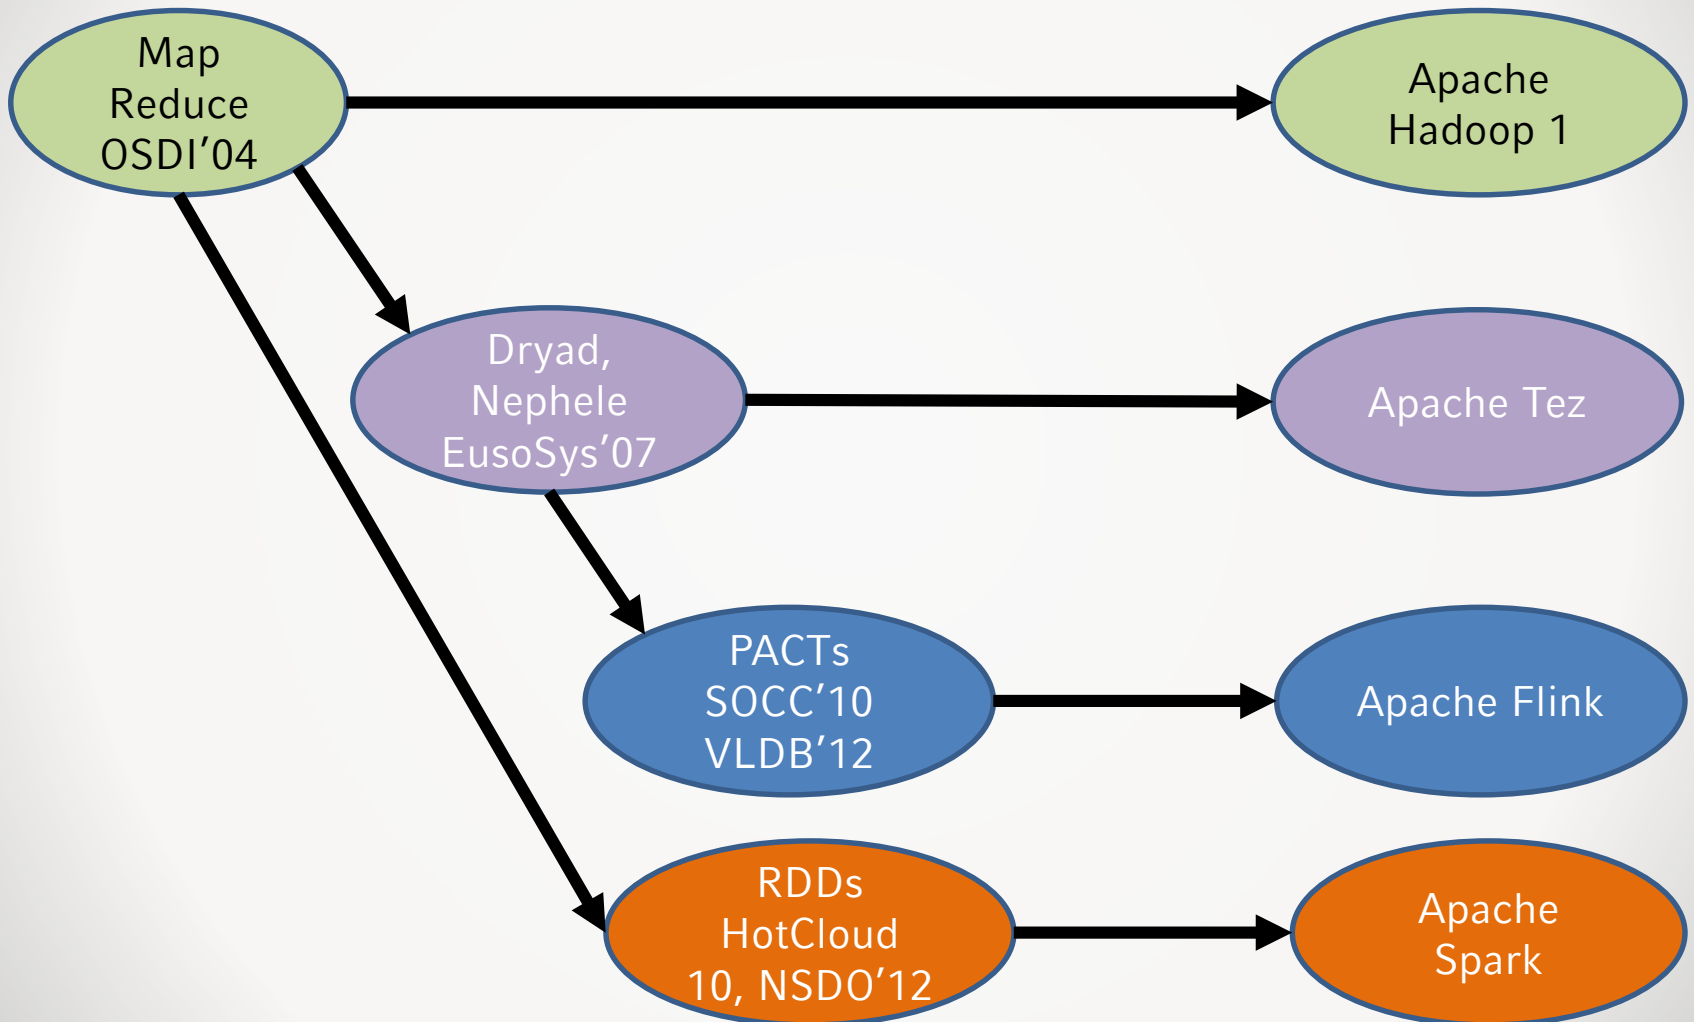 Map
Reduce
OSDI’04
Apache
Hadoop 1
Dryad,
Nephele
EusoSys’07
Apache Tez
PACTs
SOCC’10
VLDB’12
Apache Flink
RDDs
HotCloud
10, NSDO’12
Apache
Spark